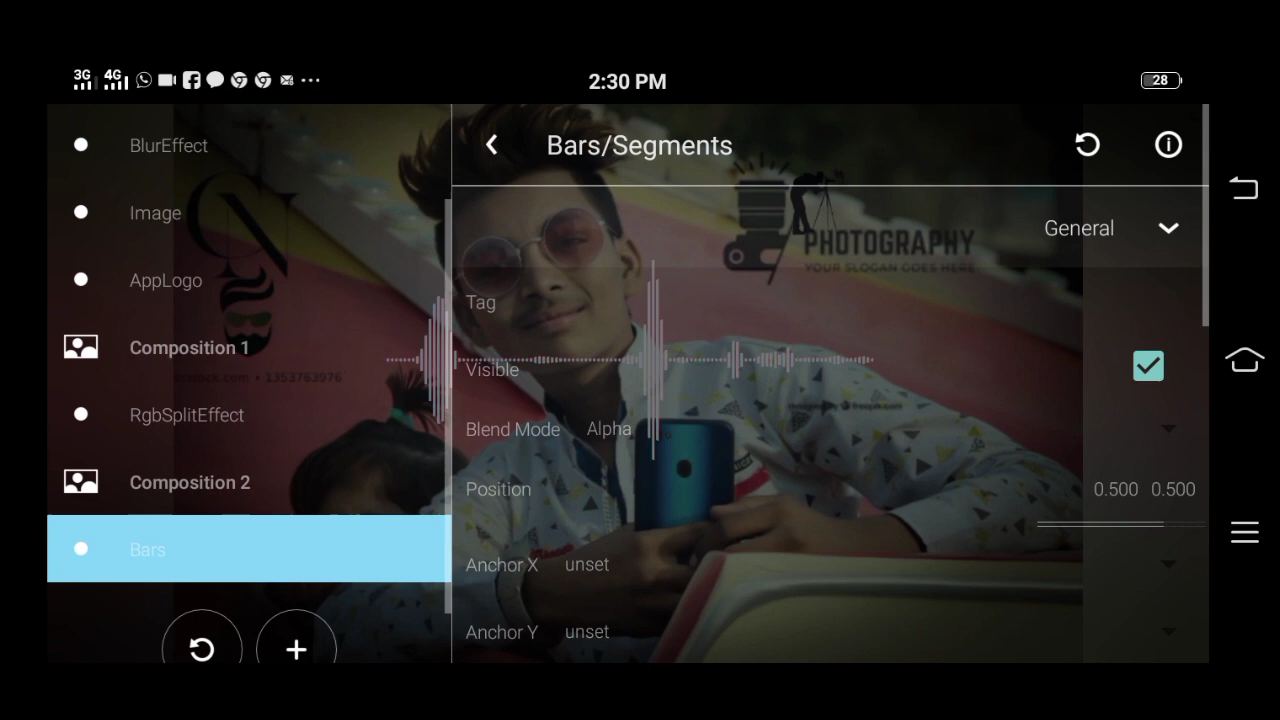 3G 4G 2:30 PM 28
BlurEffect
Image
AppLogo
Composition 1
RgbSplitEffect
Composition 2
Bars
Bars/Segments
General
Tag
Visible
Blend Mode Alpha
Position 0.500 0.500
Anchor X unset
Anchor Y unset
PHOTOGRAPHY
YOUR SLOGAN GOES HERE
• 1353763976